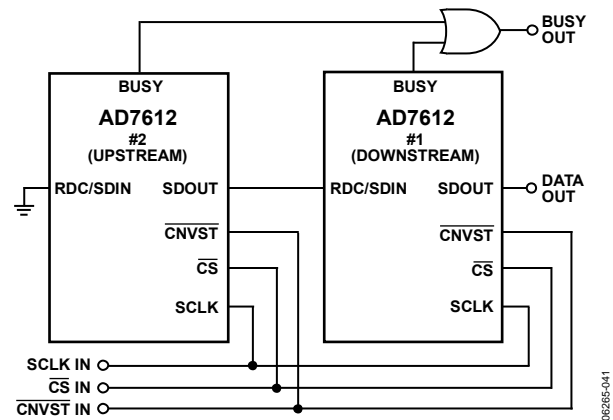 BUSY
OUT
BUSY
AD7612
#2
(UPSTREAM)
RDC/SDIN
SDOUT
CNVST
CS
SCLK
BUSY
AD7612
#1
(DOWNSTREAM)
RDC/SDIN
SDOUT
DATA
OUT
CNVST
CS
SCLK
SCLK IN
CS IN
CNVST IN
06265-041